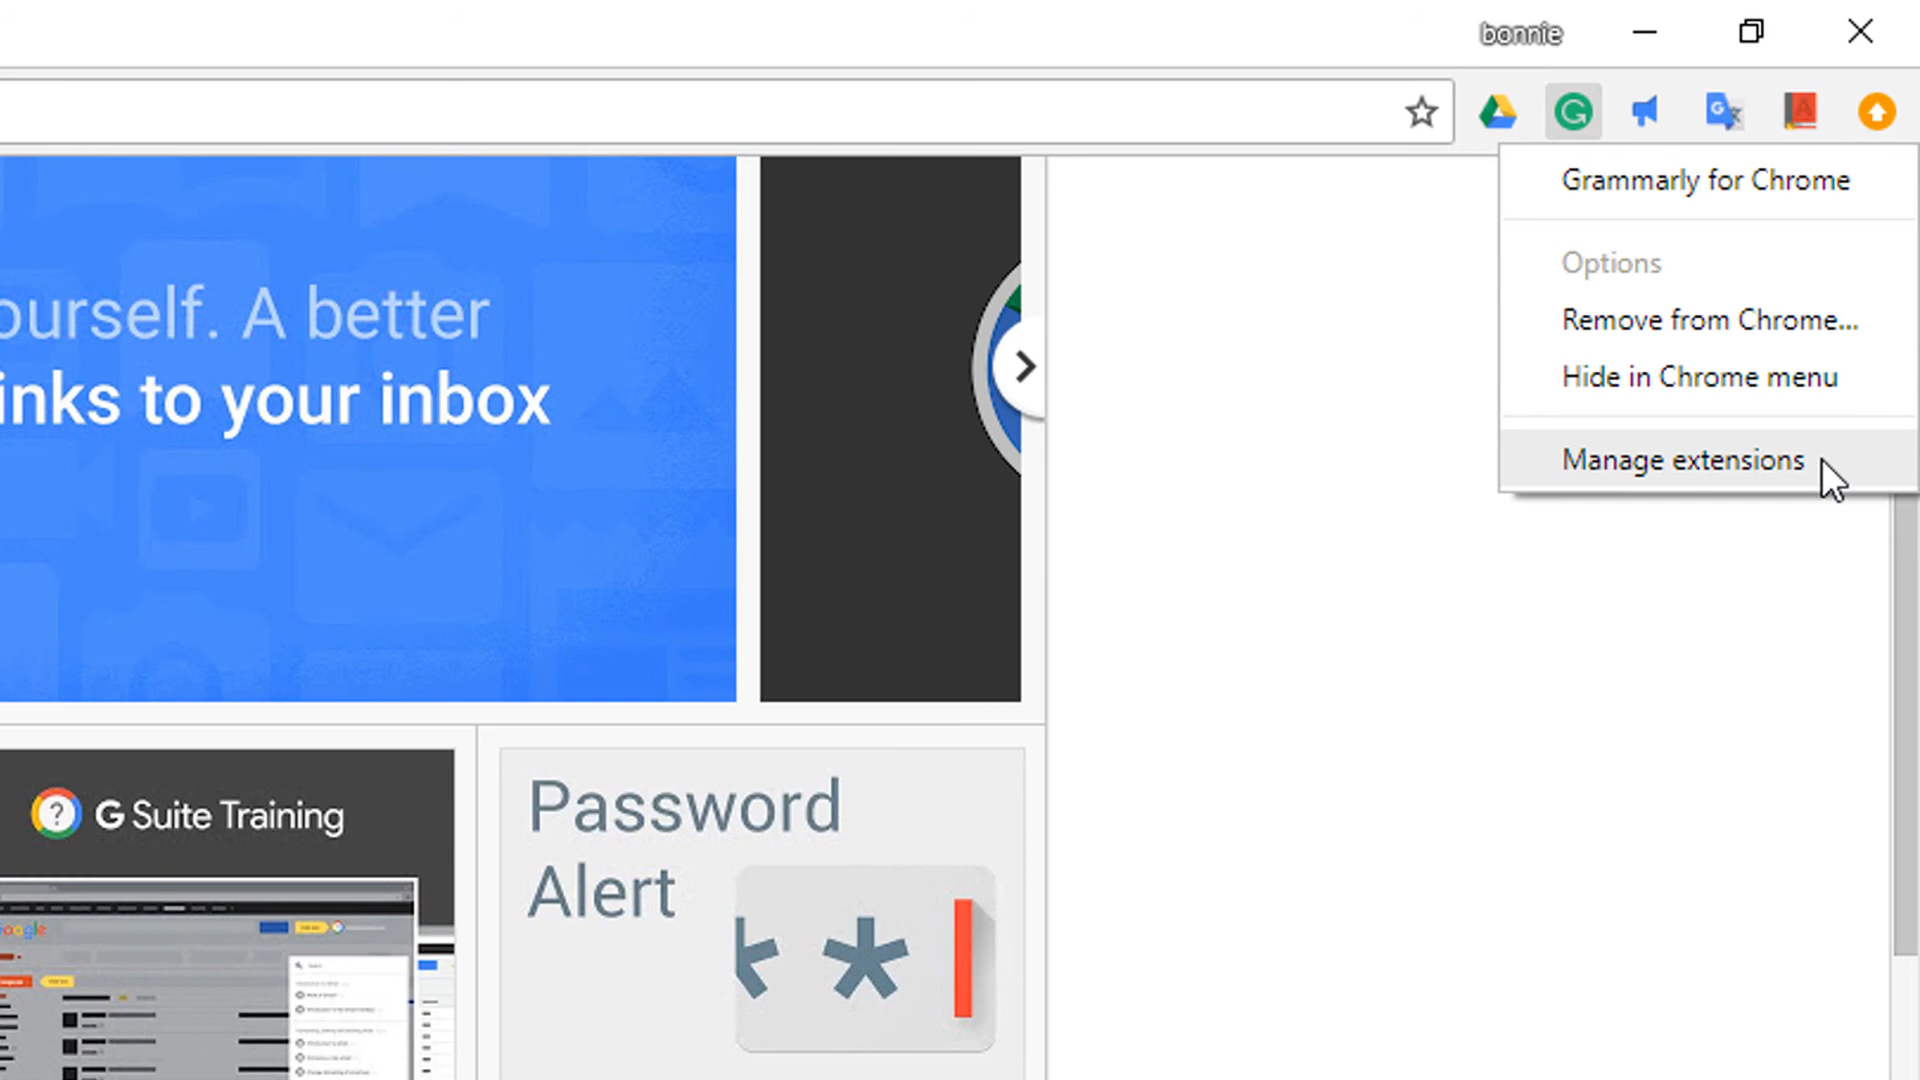 bonnie
Grammarly for Chrome
Options
Remove from Chrome...
Hide in Chrome menu
Manage extensions
ourself. A better
inks to your inbox
G Suite Training
Password
Alert